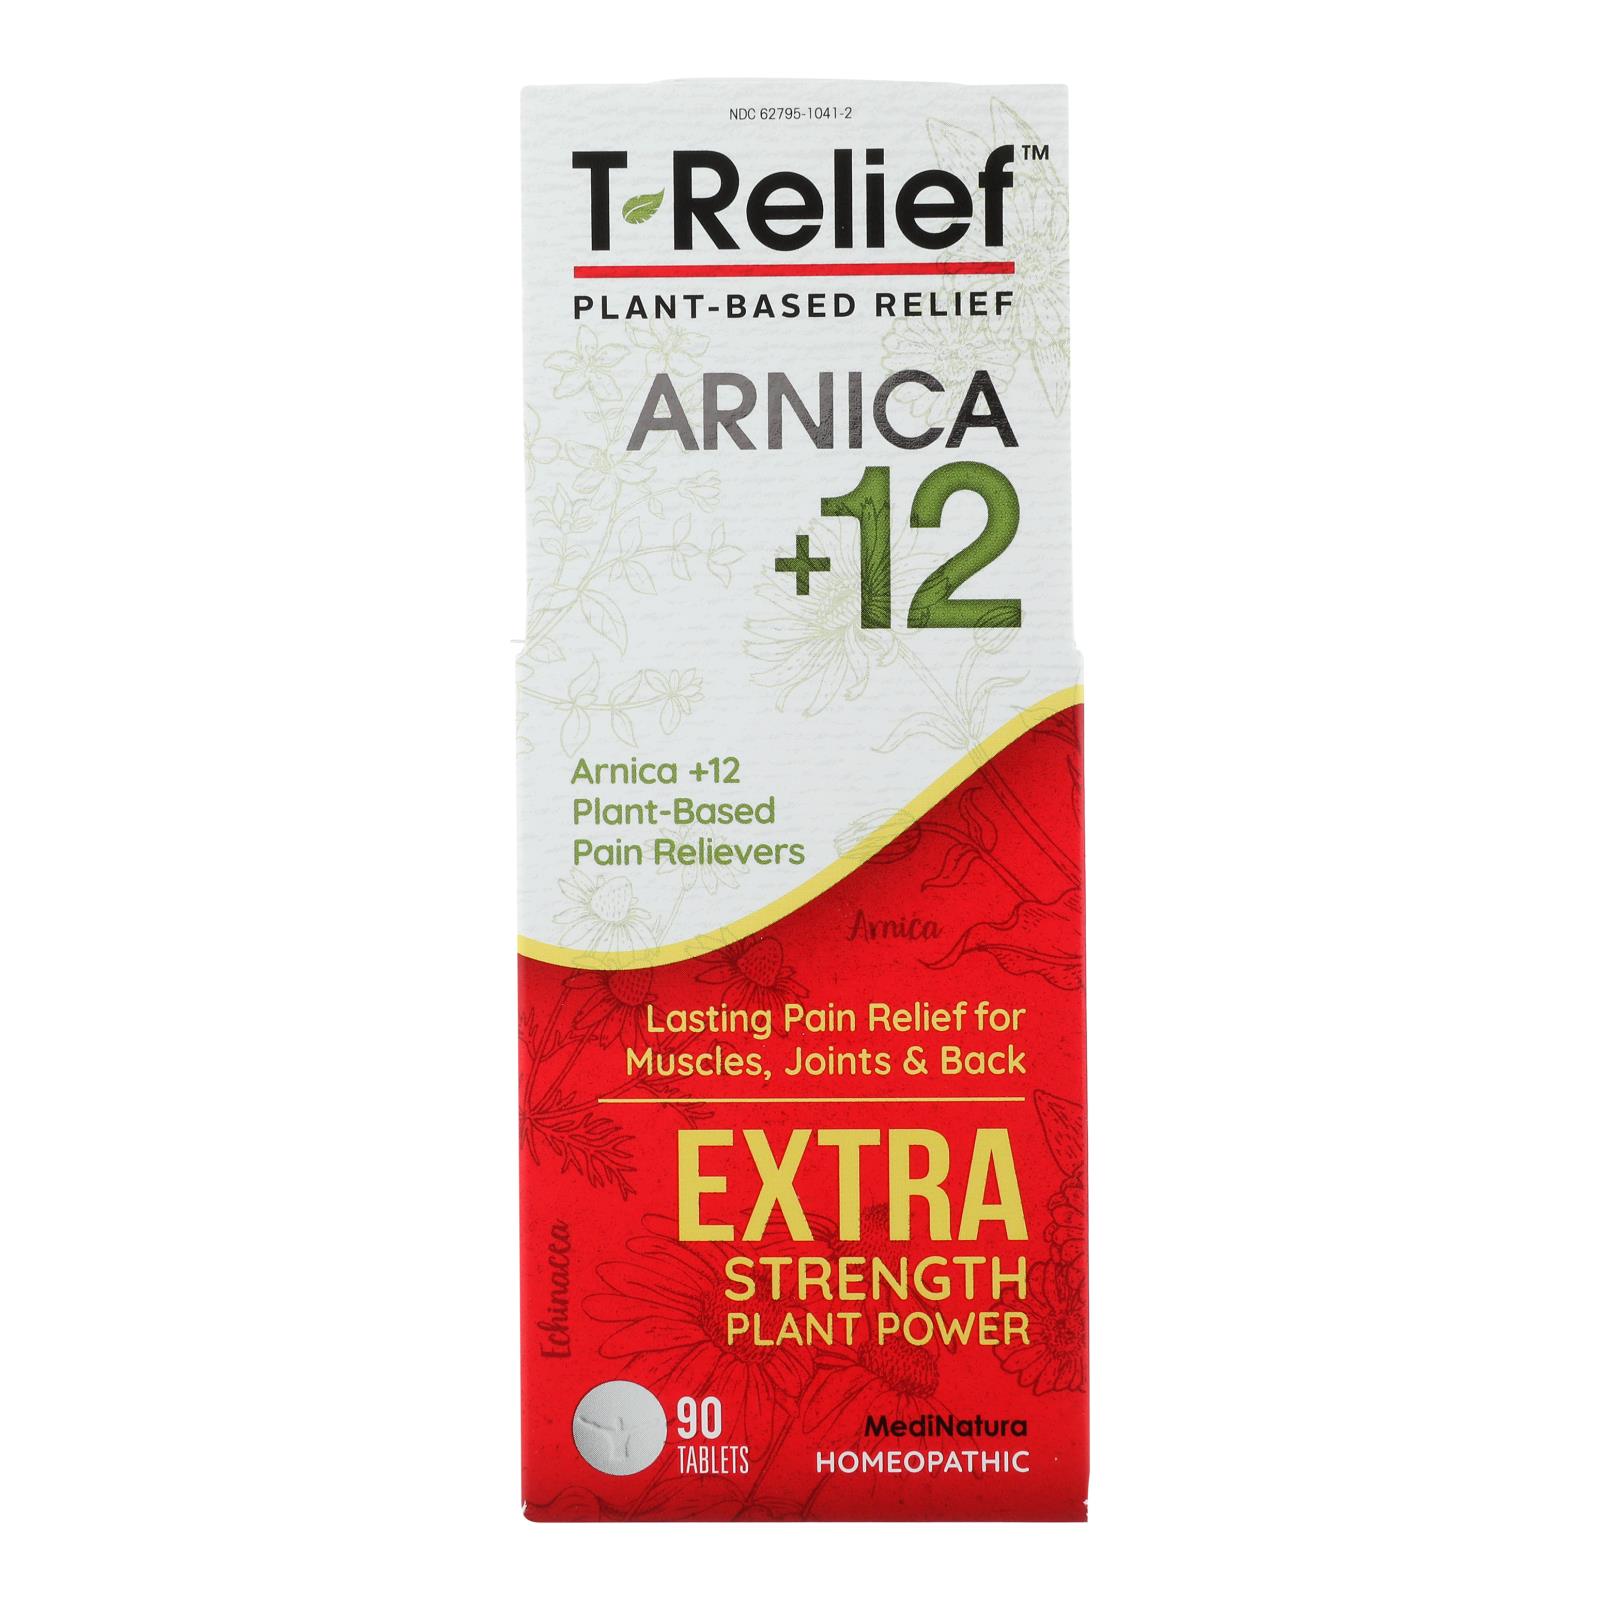 NDC 62795-1041-2
T-Relief™
PLANT-BASED RELIEF
ARNICA
+12
Arnica +12
Plant-Based
Pain Relievers
Arnica
Lasting Pain Relief for
Muscles, Joints & Back
EXTRA
STRENGTH
PLANT POWER
Echinacea
90
TABLETS
MediNatura
HOMEOPATHIC